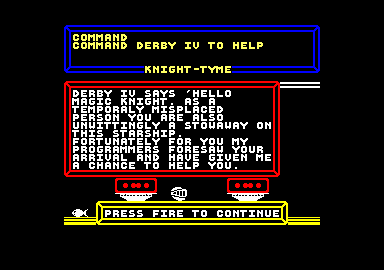 COMMAND
COMMAND DERBY IV TO HELP
KNIGHT-TYME
DERBY IV SAYS 'HELLO
MAGIC KNIGHT. AS A
TEMPORALY MISPLACED
PERSON YOU ARE ALSO
UNWITTINGLY A STOWAWAY ON
THIS STARSHIP.
FORTUNATELY FOR YOU MY
PROGRAMMERS FORESAW YOUR
ARRIVAL AND HAVE GIVEN ME
A CHANCE TO HELP YOU.
PRESS FIRE TO CONTINUE